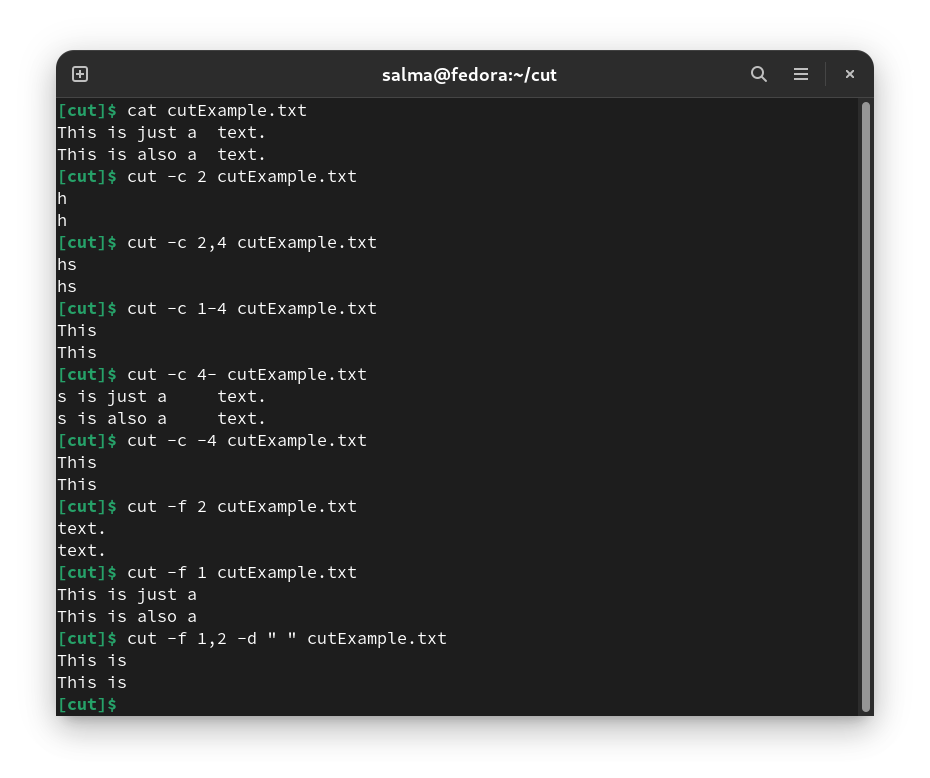 salma@fedora:~/cut
[cut]$ cat cutExample.txt
This is just a  text.
This is also a  text.
[cut]$ cut -c 2 cutExample.txt
h
h
[cut]$ cut -c 2,4 cutExample.txt
hs
hs
[cut]$ cut -c 1-4 cutExample.txt
This
This
[cut]$ cut -c 4- cutExample.txt
s is just a     text.
s is also a     text.
[cut]$ cut -c -4 cutExample.txt
This
This
[cut]$ cut -f 2 cutExample.txt
text.
text.
[cut]$ cut -f 1 cutExample.txt
This is just a
This is also a
[cut]$ cut -f 1,2 -d " " cutExample.txt
This is
This is
[cut]$